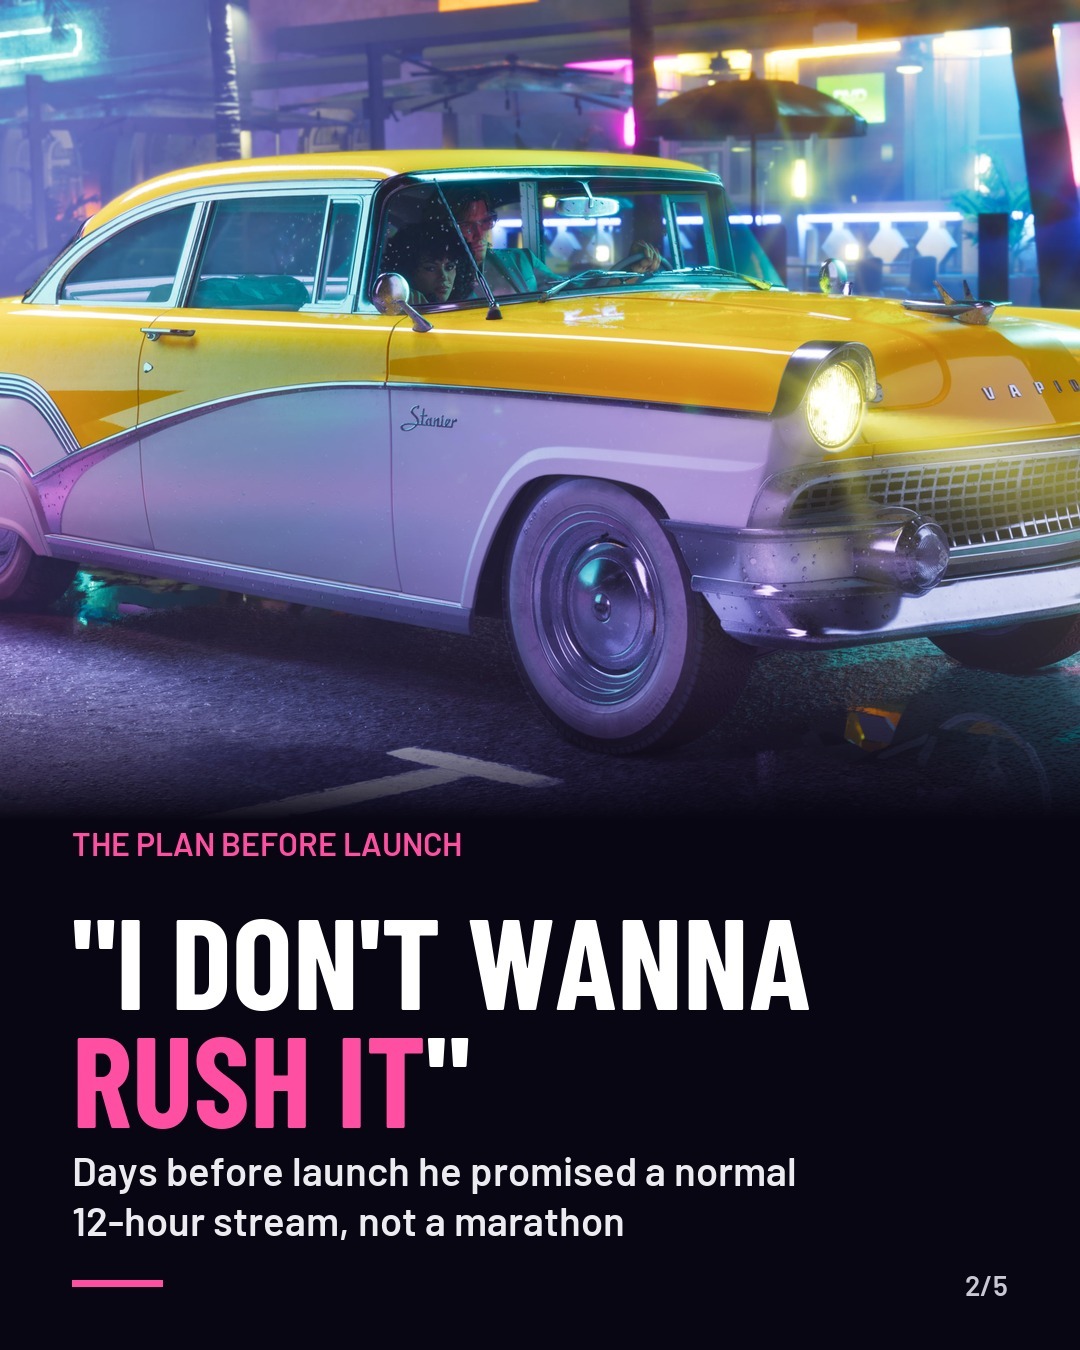 Stanier
VAPID
THE PLAN BEFORE LAUNCH
"I DON'T WANNA
RUSH IT"
Days before launch he promised a normal
12-hour stream, not a marathon
2/5